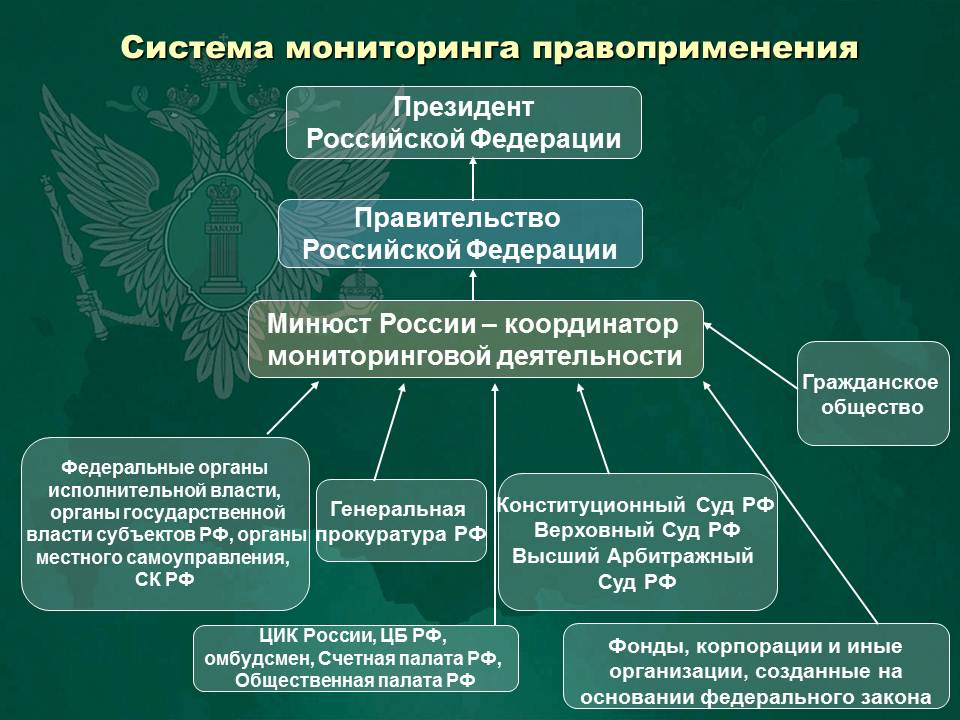 Система мониторинга правоприменения
Президент
Российской Федерации
Правительство
Российской Федерации
ЗАКОН
Минюст России – координатор
мониторинговой деятельности
Гражданское
общество
Федеральные органы
исполнительной власти,
органы государственной
власти субъектов РФ, органы
местного самоуправления,
СК РФ
Генеральная
прокуратура РФ
Конституционный Суд РФ
Верховный Суд РФ
Высший Арбитражный
Суд РФ
ЦИК России, ЦБ РФ,
омбудсмен, Счетная палата РФ,
Общественная палата РФ
Фонды, корпорации и иные
организации, созданные на
основании федерального закона